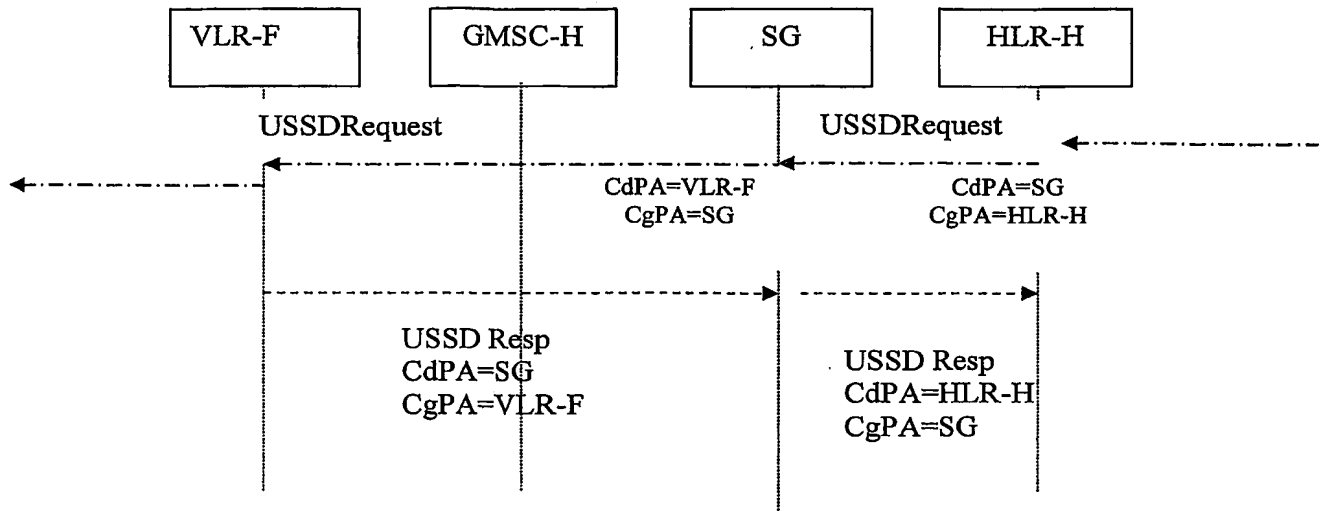 VLR-F
GMSC-H
SG
HLR-H
USSDRequest
USSDRequest
CdPA=VLR-F
CgPA=SG
CdPA=SG
CgPA=HLR-H
USSD Resp
CdPA=SG
CgPA=VLR-F
USSD Resp
CdPA=HLR-H
CgPA=SG